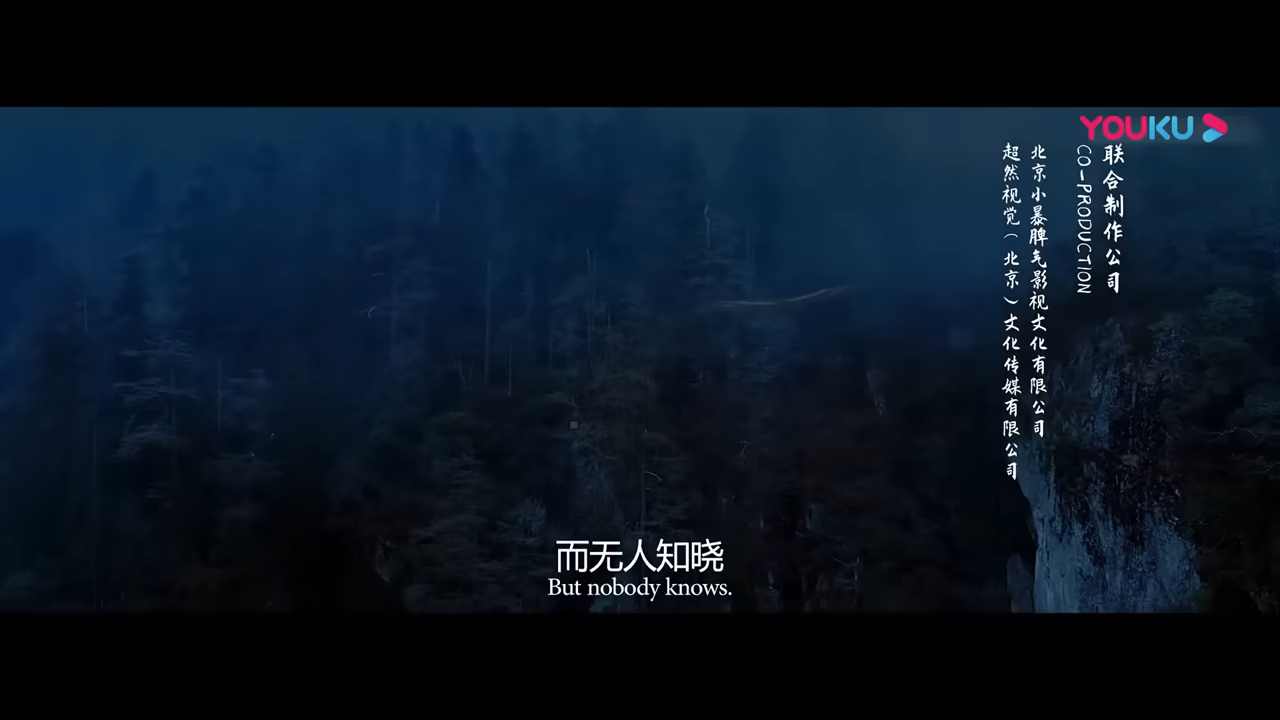 YOUKU
联合制作公司
CO-PRODUCTION
北京小暴脾气影视文化有限公司
超然视觉（北京）文化传媒有限公司
而无人知晓
But nobody knows.